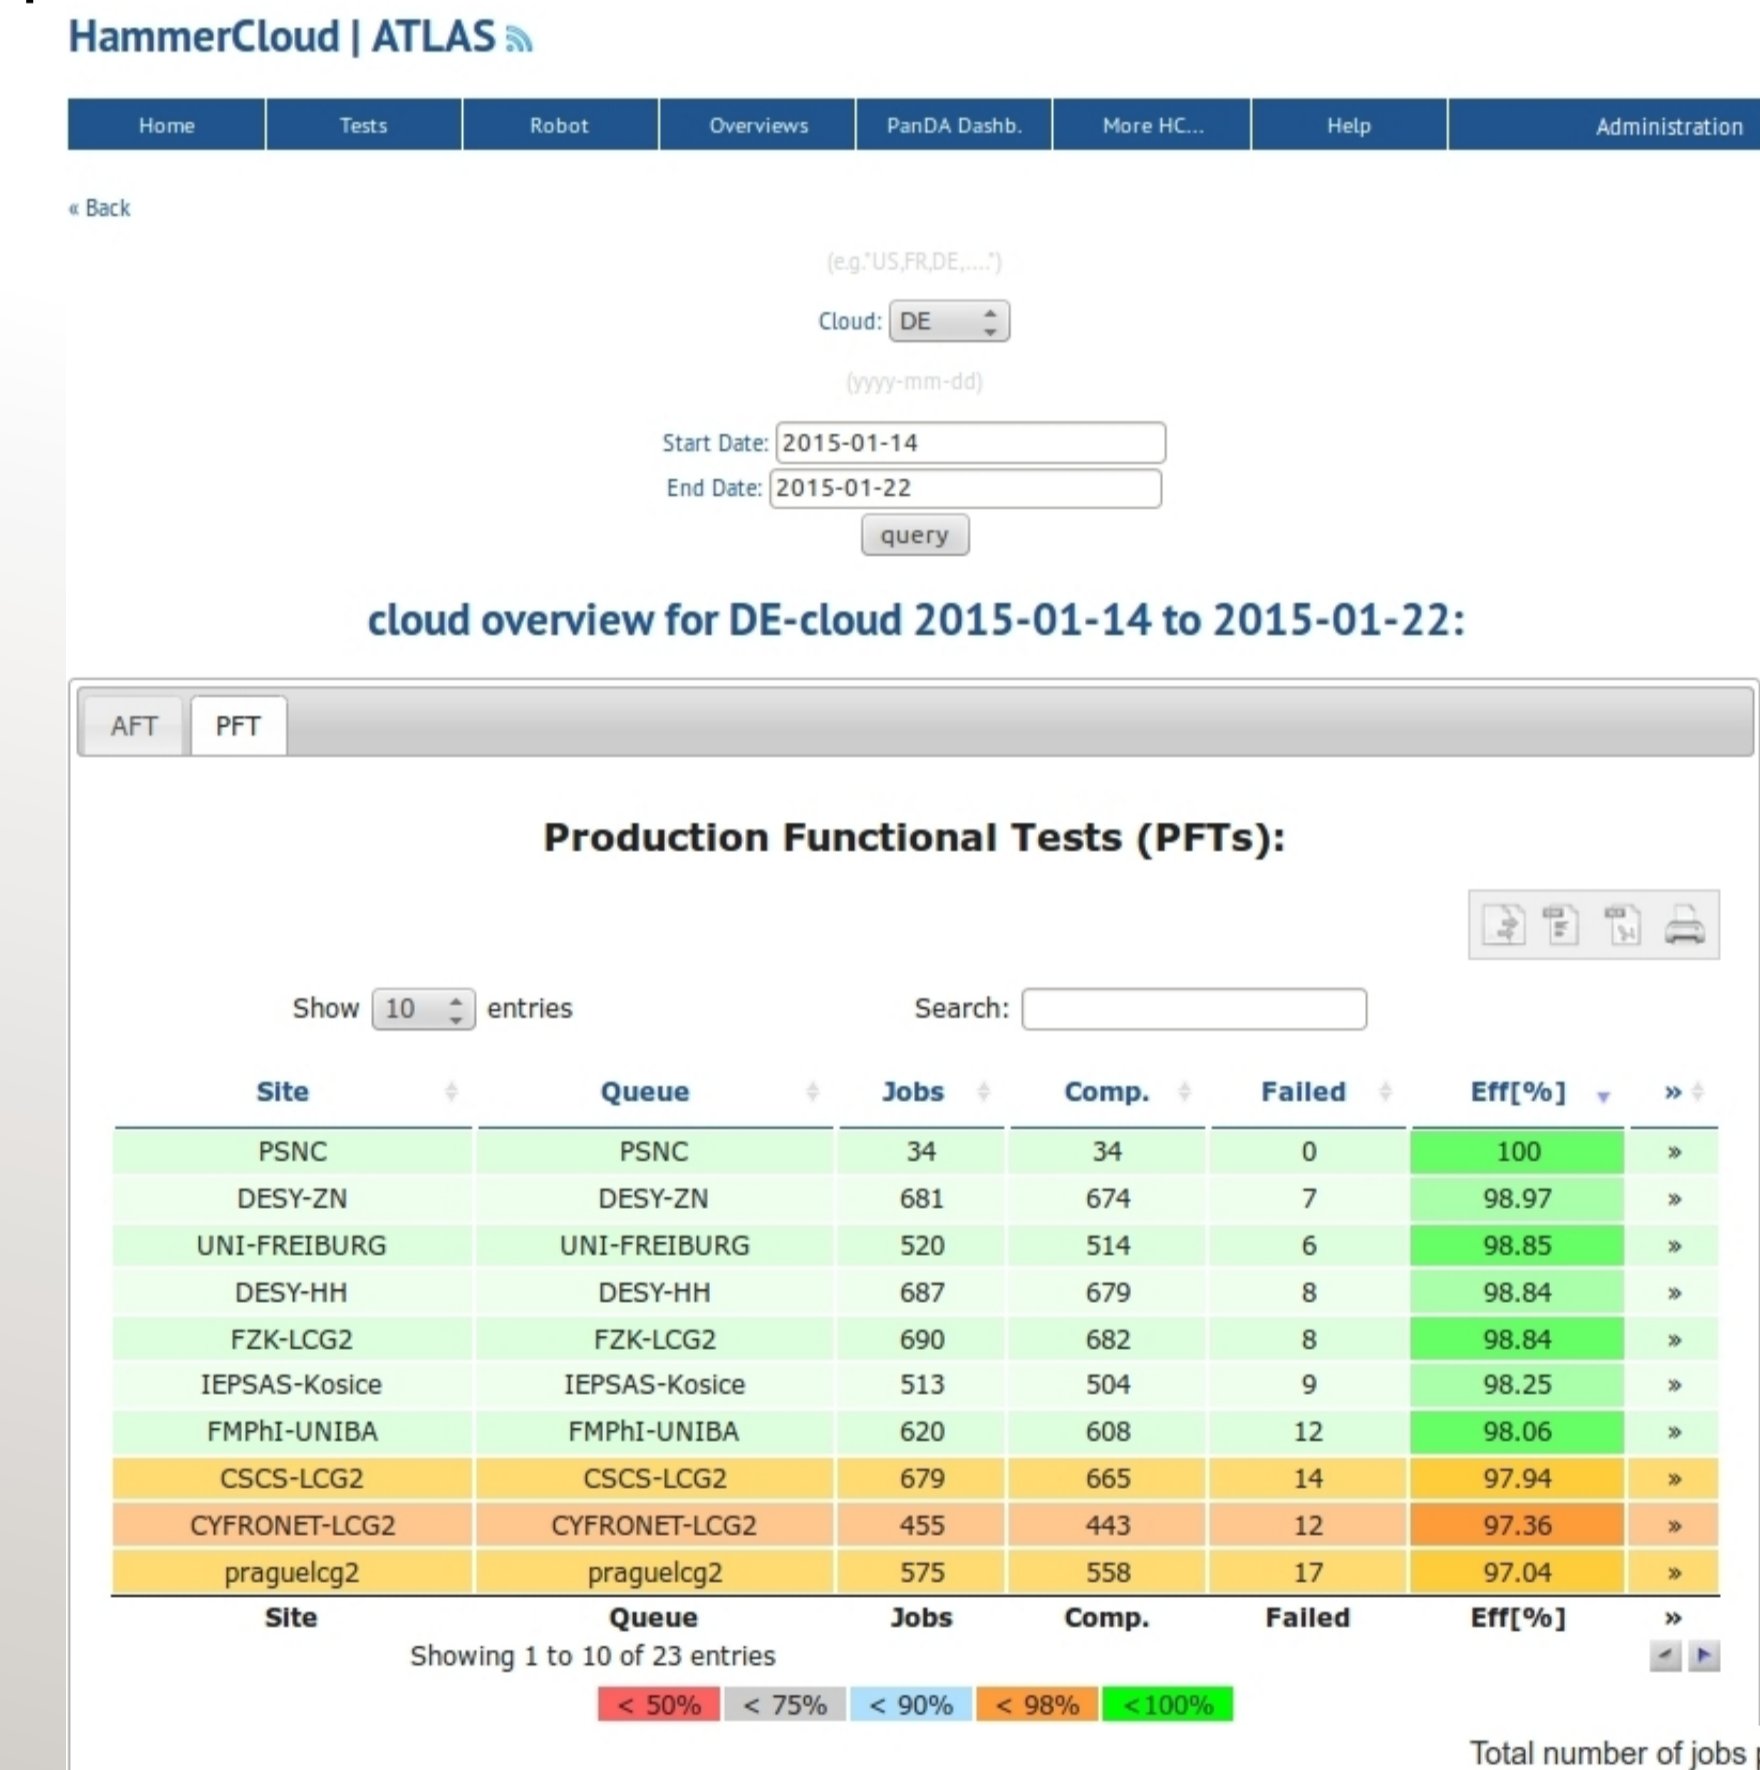 HammerCloud | ATLAS
Home Tests Robot Overviews PanDA Dashb. More HC... Help Administration
« Back
(e.g."US,FR,DE,....")
Cloud: DE
(yyyy-mm-dd)
Start Date: 2015-01-14
End Date: 2015-01-22
query
cloud overview for DE-cloud 2015-01-14 to 2015-01-22:
AFT PFT
Production Functional Tests (PFTs):
Show 10 entries Search:
Site Queue Jobs Comp. Failed Eff[%] »
PSNC PSNC 34 34 0 100 »
DESY-ZN DESY-ZN 681 674 7 98.97 »
UNI-FREIBURG UNI-FREIBURG 520 514 6 98.85 »
DESY-HH DESY-HH 687 679 8 98.84 »
FZK-LCG2 FZK-LCG2 690 682 8 98.84 »
IEPSAS-Kosice IEPSAS-Kosice 513 504 9 98.25 »
FMPhI-UNIBA FMPhI-UNIBA 620 608 12 98.06 »
CSCS-LCG2 CSCS-LCG2 679 665 14 97.94 »
CYFRONET-LCG2 CYFRONET-LCG2 455 443 12 97.36 »
praguelcg2 praguelcg2 575 558 17 97.04 »
Site Queue Jobs Comp. Failed Eff[%] »
Showing 1 to 10 of 23 entries
< 50% < 75% < 90% < 98% <100%
Total number of jobs